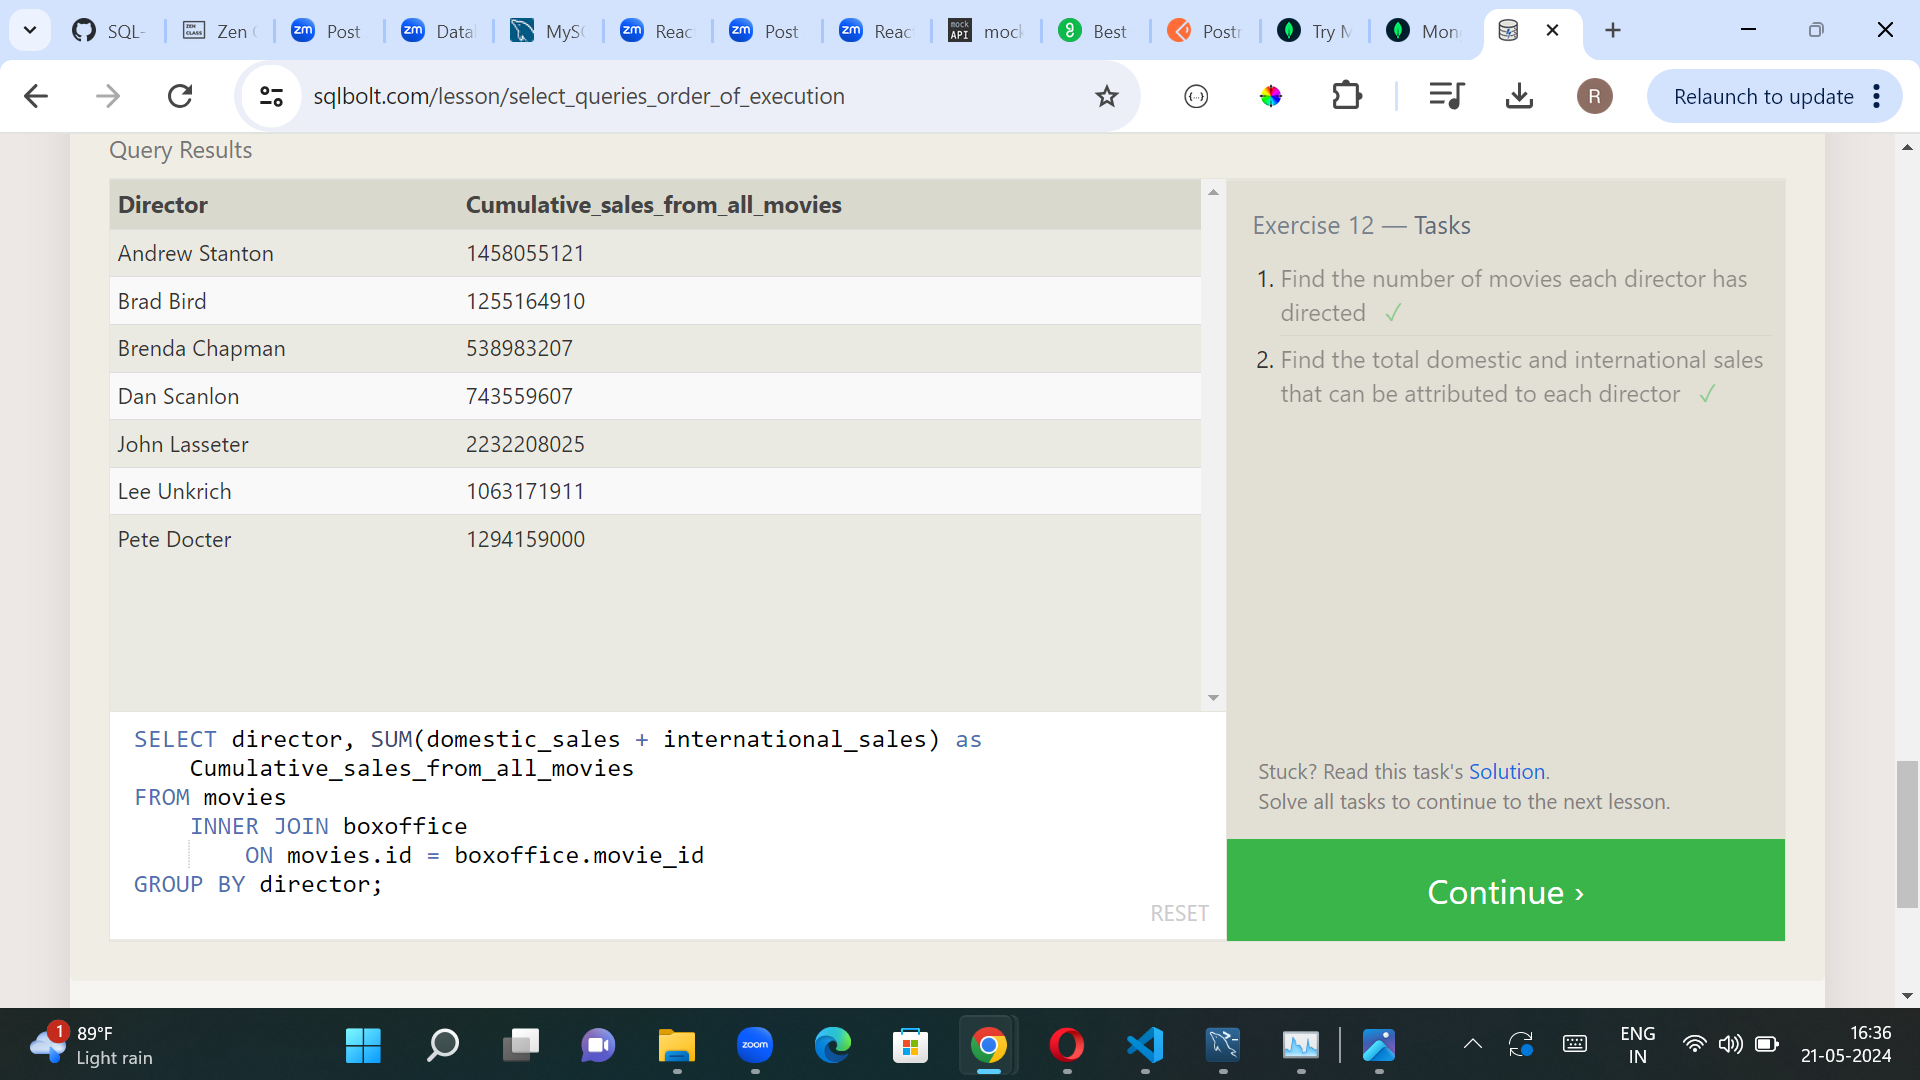 SQL-
Zen
Post
Data
MySC
Reac
Post
Reac
mock API
mock
Best
Postr
Try M
Mon
sqlbolt.com/lesson/select_queries_order_of_execution
R
Relaunch to update
Query Results
Director Cumulative_sales_from_all_movies
Andrew Stanton 1458055121
Brad Bird 1255164910
Brenda Chapman 538983207
Dan Scanlon 743559607
John Lasseter 2232208025
Lee Unkrich 1063171911
Pete Docter 1294159000
Exercise 12 — Tasks
1. Find the number of movies each director has
directed ✓
2. Find the total domestic and international sales
that can be attributed to each director ✓
SELECT director, SUM(domestic_sales + international_sales) as
Cumulative_sales_from_all_movies
FROM movies
INNER JOIN boxoffice
ON movies.id = boxoffice.movie_id
GROUP BY director;
RESET
Stuck? Read this task's Solution.
Solve all tasks to continue to the next lesson.
Continue ›
1
89°F
Light rain
zoom
ENG
IN
16:36
21-05-2024